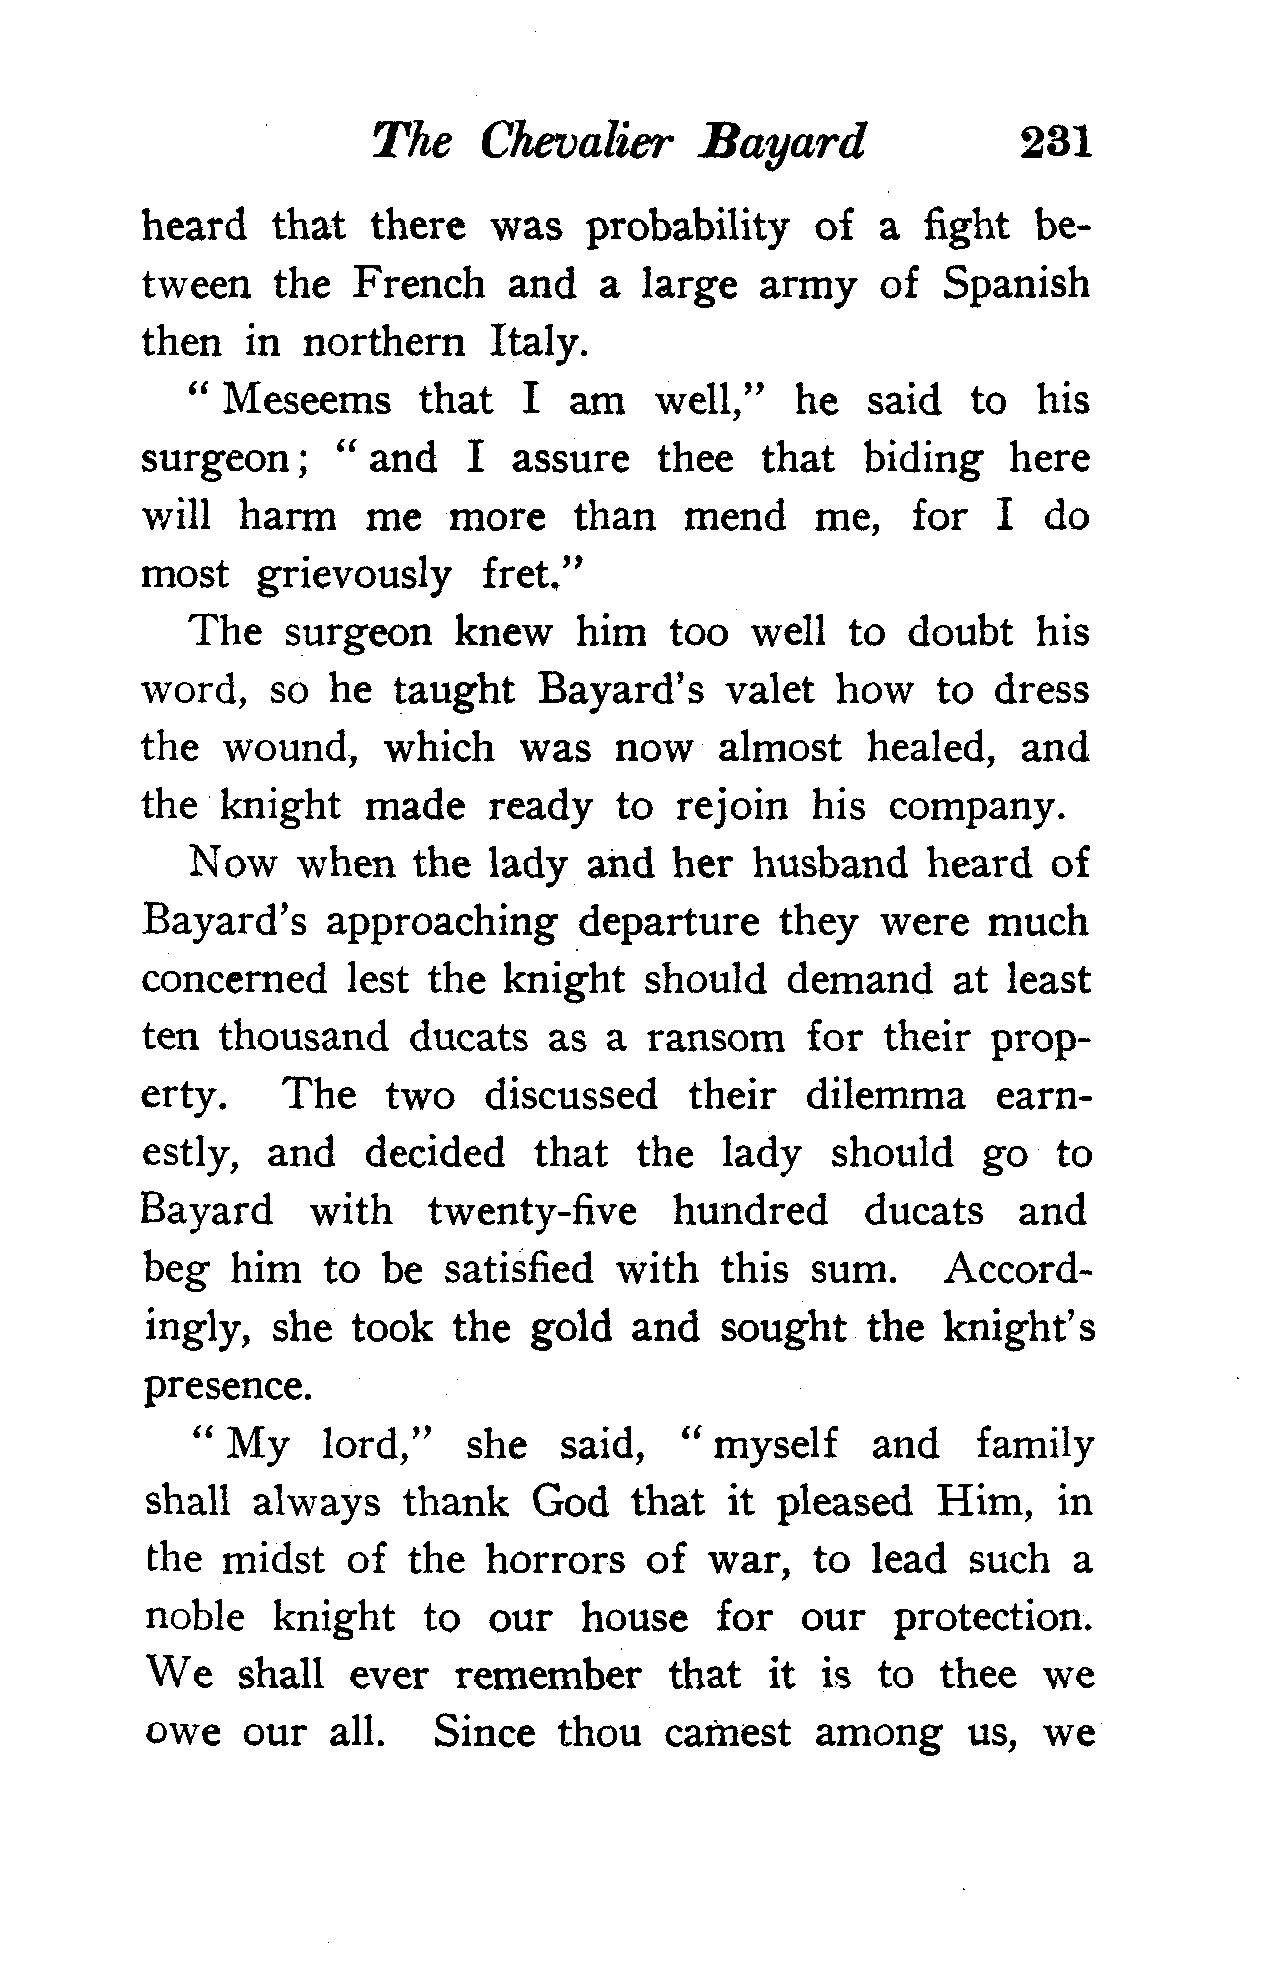 The Chevalier Bayard 231
heard that there was probability of a fight be-
tween the French and a large army of Spanish
then in northern Italy.
" Meseems that I am well," he said to his
surgeon; " and I assure thee that biding here
will harm me more than mend me, for I do
most grievously fret."
The surgeon knew him too well to doubt his
word, so he taught Bayard's valet how to dress
the wound, which was now almost healed, and
the knight made ready to rejoin his company.
Now when the lady and her husband heard of
Bayard's approaching departure they were much
concerned lest the knight should demand at least
ten thousand ducats as a ransom for their prop-
erty. The two discussed their dilemma earn-
estly, and decided that the lady should go to
Bayard with twenty-five hundred ducats and
beg him to be satisfied with this sum. Accord-
ingly, she took the gold and sought the knight's
presence.
" My lord," she said, " myself and family
shall always thank God that it pleased Him, in
the midst of the horrors of war, to lead such a
noble knight to our house for our protection.
We shall ever remember that it is to thee we
owe our all. Since thou camest among us, we